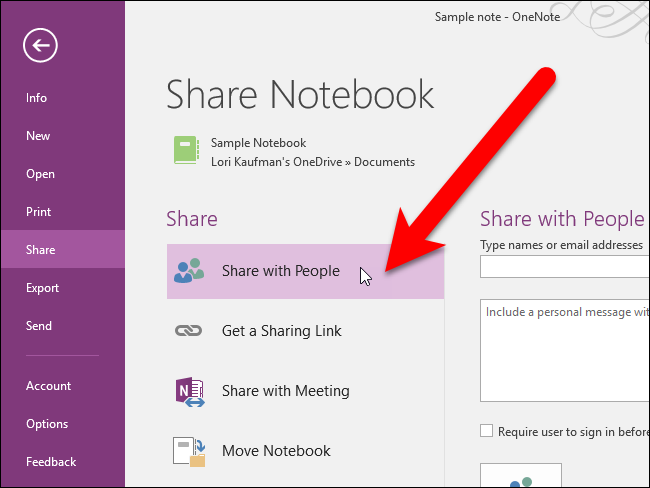 Sample note - OneNote
Info
New
Open
Print
Share
Export
Send
Account
Options
Feedback
Share Notebook
Sample Notebook
Lori Kaufman's OneDrive » Documents
Share
Share with People
Get a Sharing Link
Share with Meeting
Move Notebook
Share with People
Type names or email addresses
Include a personal message wit
Require user to sign in before